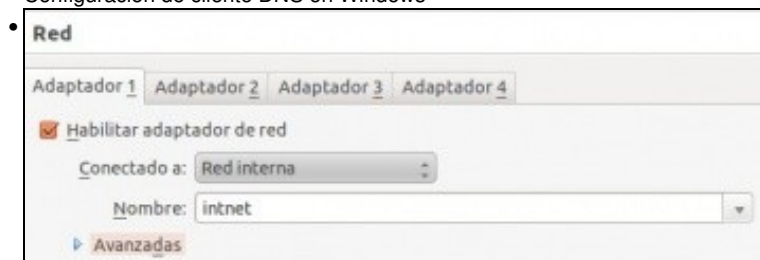 Configuración de cliente DNS en Windows
Red
Adaptador 1 Adaptador 2 Adaptador 3 Adaptador 4
Habilitar adaptador de red
Conectado a: Red interna
Nombre: intnet
Avanzadas